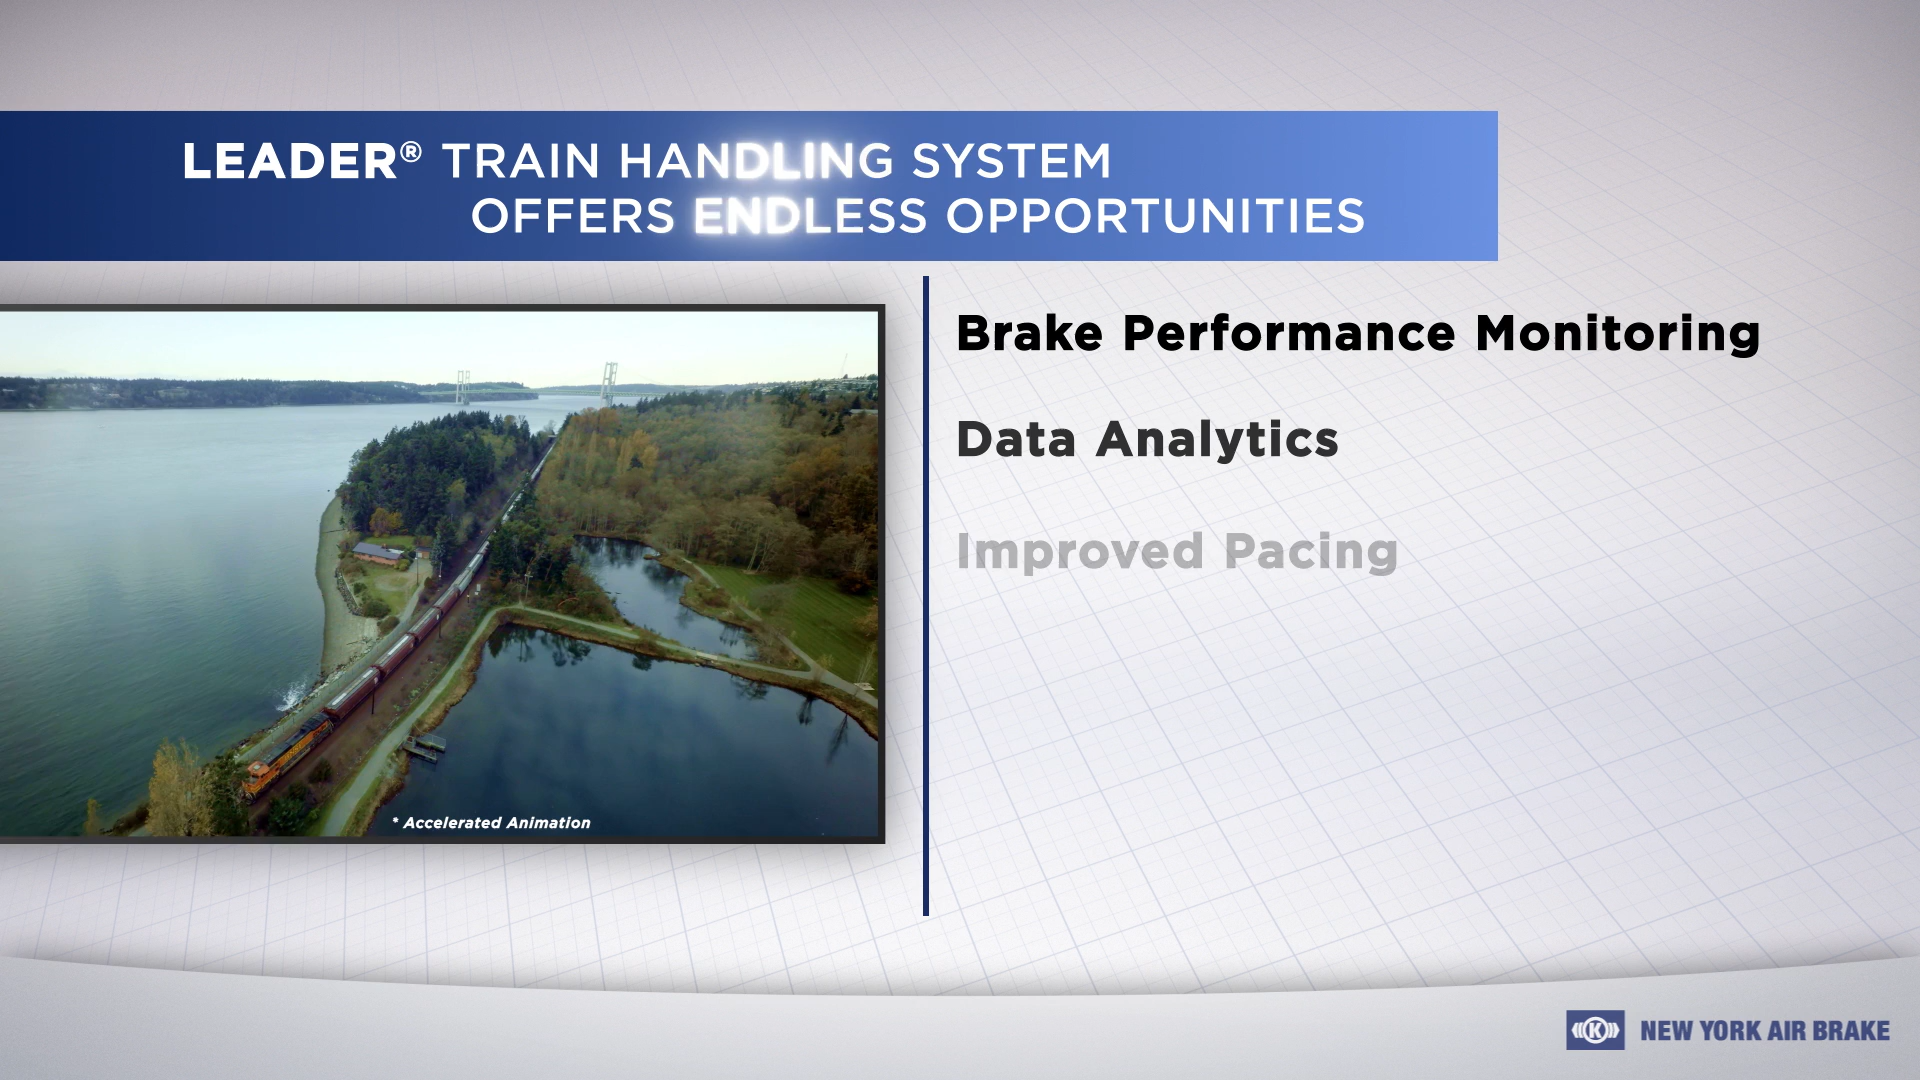 LEADER® TRAIN HANDLING SYSTEM
OFFERS ENDLESS OPPORTUNITIES
Brake Performance Monitoring
Data Analytics
Improved Pacing
* Accelerated Animation
K NEW YORK AIR BRAKE